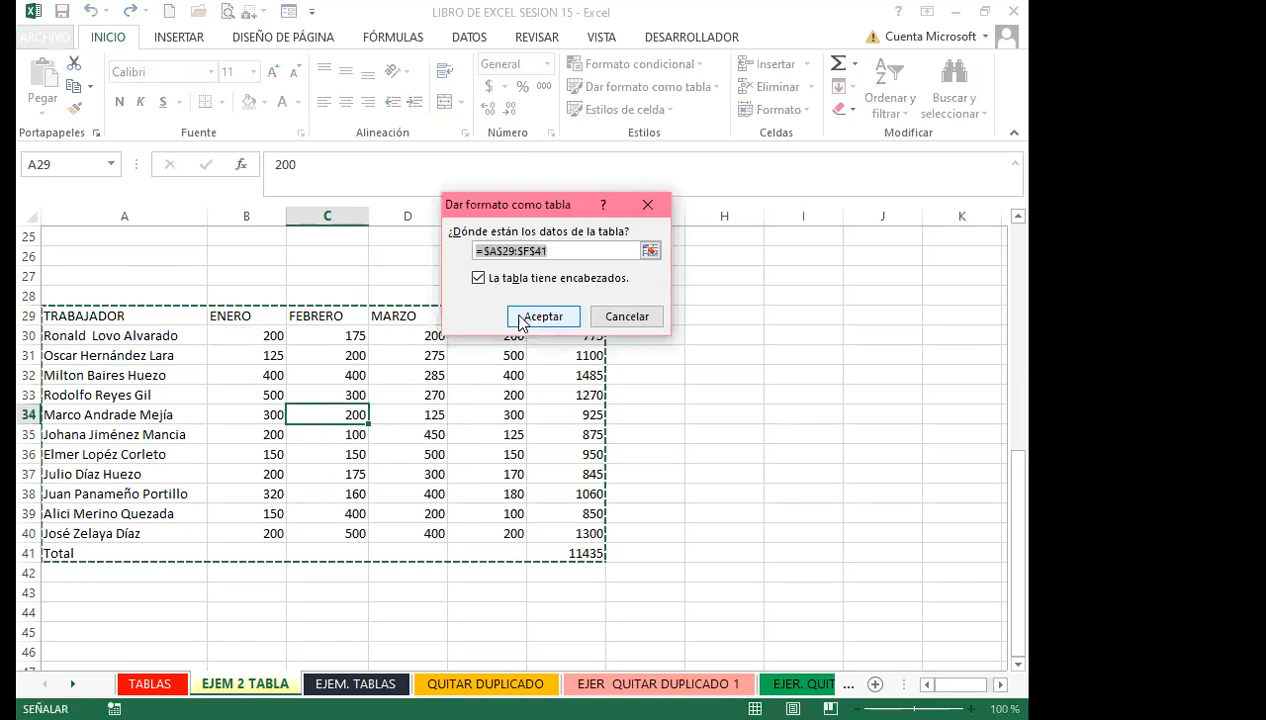 LIBRO DE EXCEL SESION 15 - Excel
ARCHIVO INICIO INSERTAR DISEÑO DE PÁGINA FÓRMULAS DATOS REVISAR VISTA DESARROLLADOR Cuenta Microsoft
Pegar
Calibri 11
N K S
General
$ % 000
Formato condicional
Dar formato como tabla
Estilos de celda
Insertar
Eliminar
Formato
Ordenar y filtrar
Buscar y seleccionar
Portapapeles Fuente Alineación Número Estilos Celdas Modificar
A29 fx 200
Dar formato como tabla ?
¿Dónde están los datos de la tabla?
=$A$29:$F$41
La tabla tiene encabezados.
Aceptar Cancelar
A B C D H I J K
25
26
27
28
29 TRABAJADOR ENERO FEBRERO MARZO
30 Ronald Lovo Alvarado 200 175 200 200 775
31 Oscar Hernández Lara 125 200 275 500 1100
32 Milton Baires Huezo 400 400 285 400 1485
33 Rodolfo Reyes Gil 500 300 270 200 1270
34 Marco Andrade Mejía 300 200 125 300 925
35 Johana Jiménez Mancia 200 100 450 125 875
36 Elmer Lopéz Corleto 150 150 500 150 950
37 Julio Díaz Huezo 200 175 300 170 845
38 Juan Panameño Portillo 320 160 400 180 1060
39 Alici Merino Quezada 150 400 200 100 850
40 José Zelaya Díaz 200 500 400 200 1300
41 Total 11435
42
43
44
45
46
TABLAS EJEM 2 TABLA EJEM. TABLAS QUITAR DUPLICADO EJER QUITAR DUPLICADO 1 EJER. QUIT ...
SEÑALAR 100 %